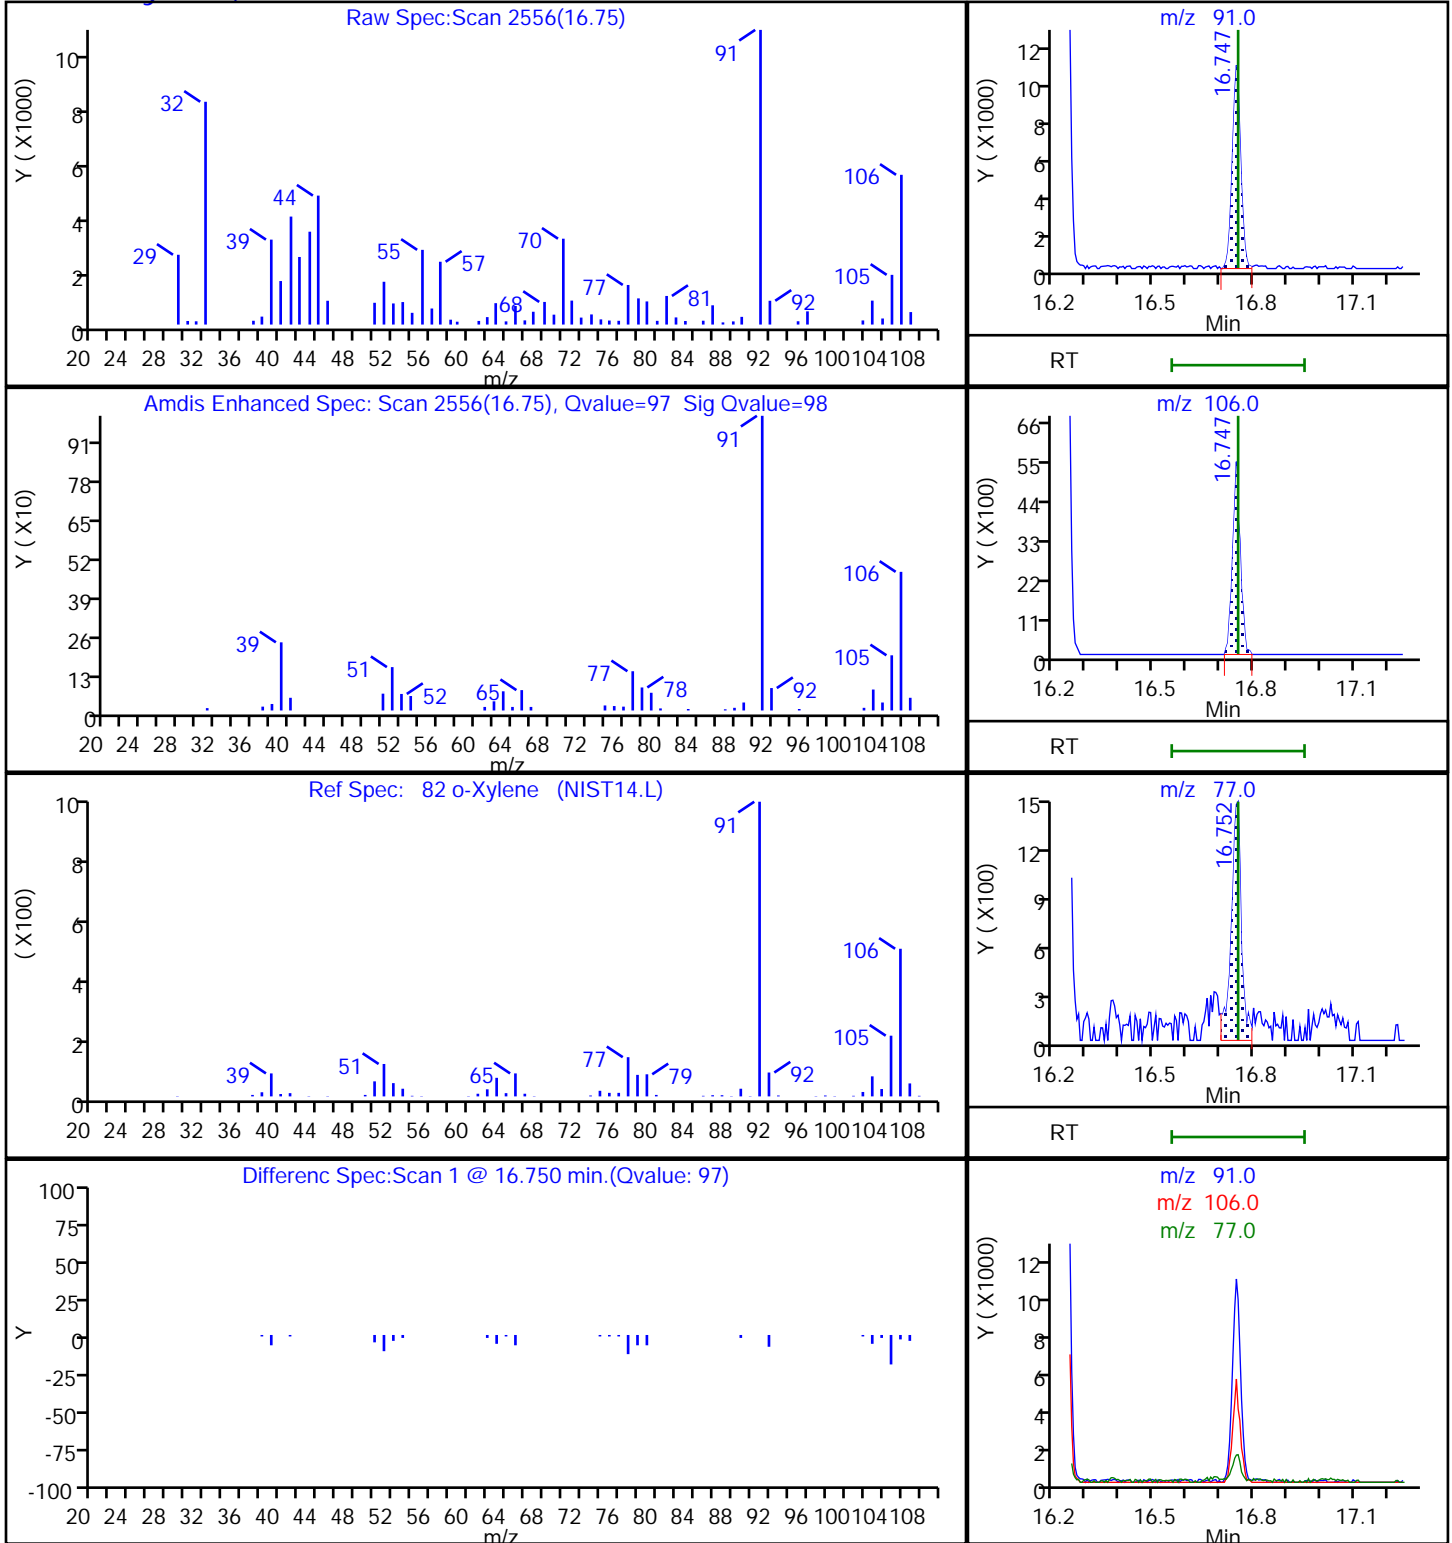 Raw Spec:Scan 2556(16.75)
Y ( X1000)
10
8
6
4
2
0
29
32
39
44
55
57
68
70
77
81
91
92
105
106
20 24 28 32 36 40 44 48 52 56 60 64 68 72 76 80 84 88 92 96 100 104 108
m/z
m/z 91.0
Y ( X1000)
12
10
8
6
4
2
0
16.747
16.2 16.5 16.8 17.1
Min
RT
Amdis Enhanced Spec: Scan 2556(16.75), Qvalue=97 Sig Qvalue=98
Y ( X10)
91
78
65
52
39
26
13
0
39
51
52
65
77
78
91
92
105
106
20 24 28 32 36 40 44 48 52 56 60 64 68 72 76 80 84 88 92 96 100 104 108
m/z
m/z 106.0
Y ( X100)
66
55
44
33
22
11
0
16.747
16.2 16.5 16.8 17.1
Min
RT
Ref Spec: 82 o-Xylene (NIST14.L)
( X100)
10
8
6
4
2
0
39
51
65
77
79
91
92
105
106
20 24 28 32 36 40 44 48 52 56 60 64 68 72 76 80 84 88 92 96 100 104 108
m/z
m/z 77.0
Y ( X100)
15
12
9
6
3
0
16.752
16.2 16.5 16.8 17.1
Min
RT
Differenc Spec:Scan 1 @ 16.750 min.(Qvalue: 97)
Y
100
75
50
25
0
-25
-50
-75
-100
20 24 28 32 36 40 44 48 52 56 60 64 68 72 76 80 84 88 92 96 100 104 108
m/z
m/z 91.0
m/z 106.0
m/z 77.0
Y ( X1000)
12
10
8
6
4
2
0
16.2 16.5 16.8 17.1
Min